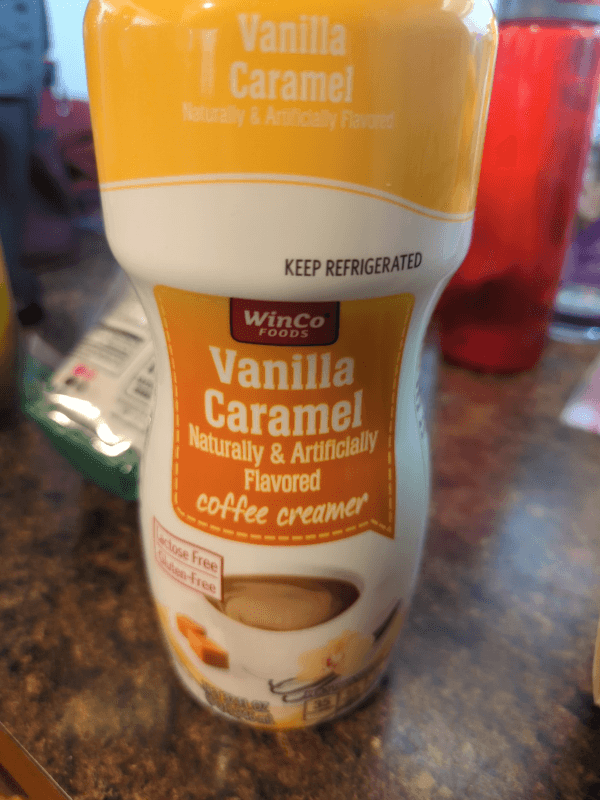 Vanilla
Caramel
Naturally & Artificially Flavored
KEEP REFRIGERATED
WinCo
FOODS
Vanilla
Caramel
Naturally & Artificially
Flavored
coffee creamer
Lactose Free
Gluten-Free